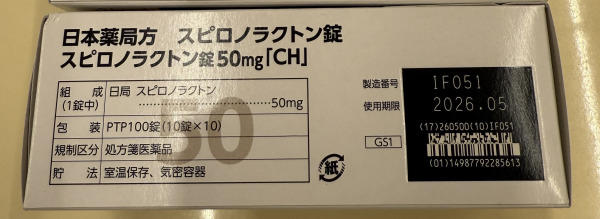 日本薬局方 スピロノラクトン錠
スピロノラクトン錠50mg「CH」
組成 日局 スピロノラクトン
(1錠中) ……………………50mg
包装 PTP100錠(10錠×10)
規制区分 処方箋医薬品
貯法 室温保存、気密容器
50
紙
製造番号 IF051
使用期限 2026.05
(17)260500(10)IF051
GS1
(01)14987792285613